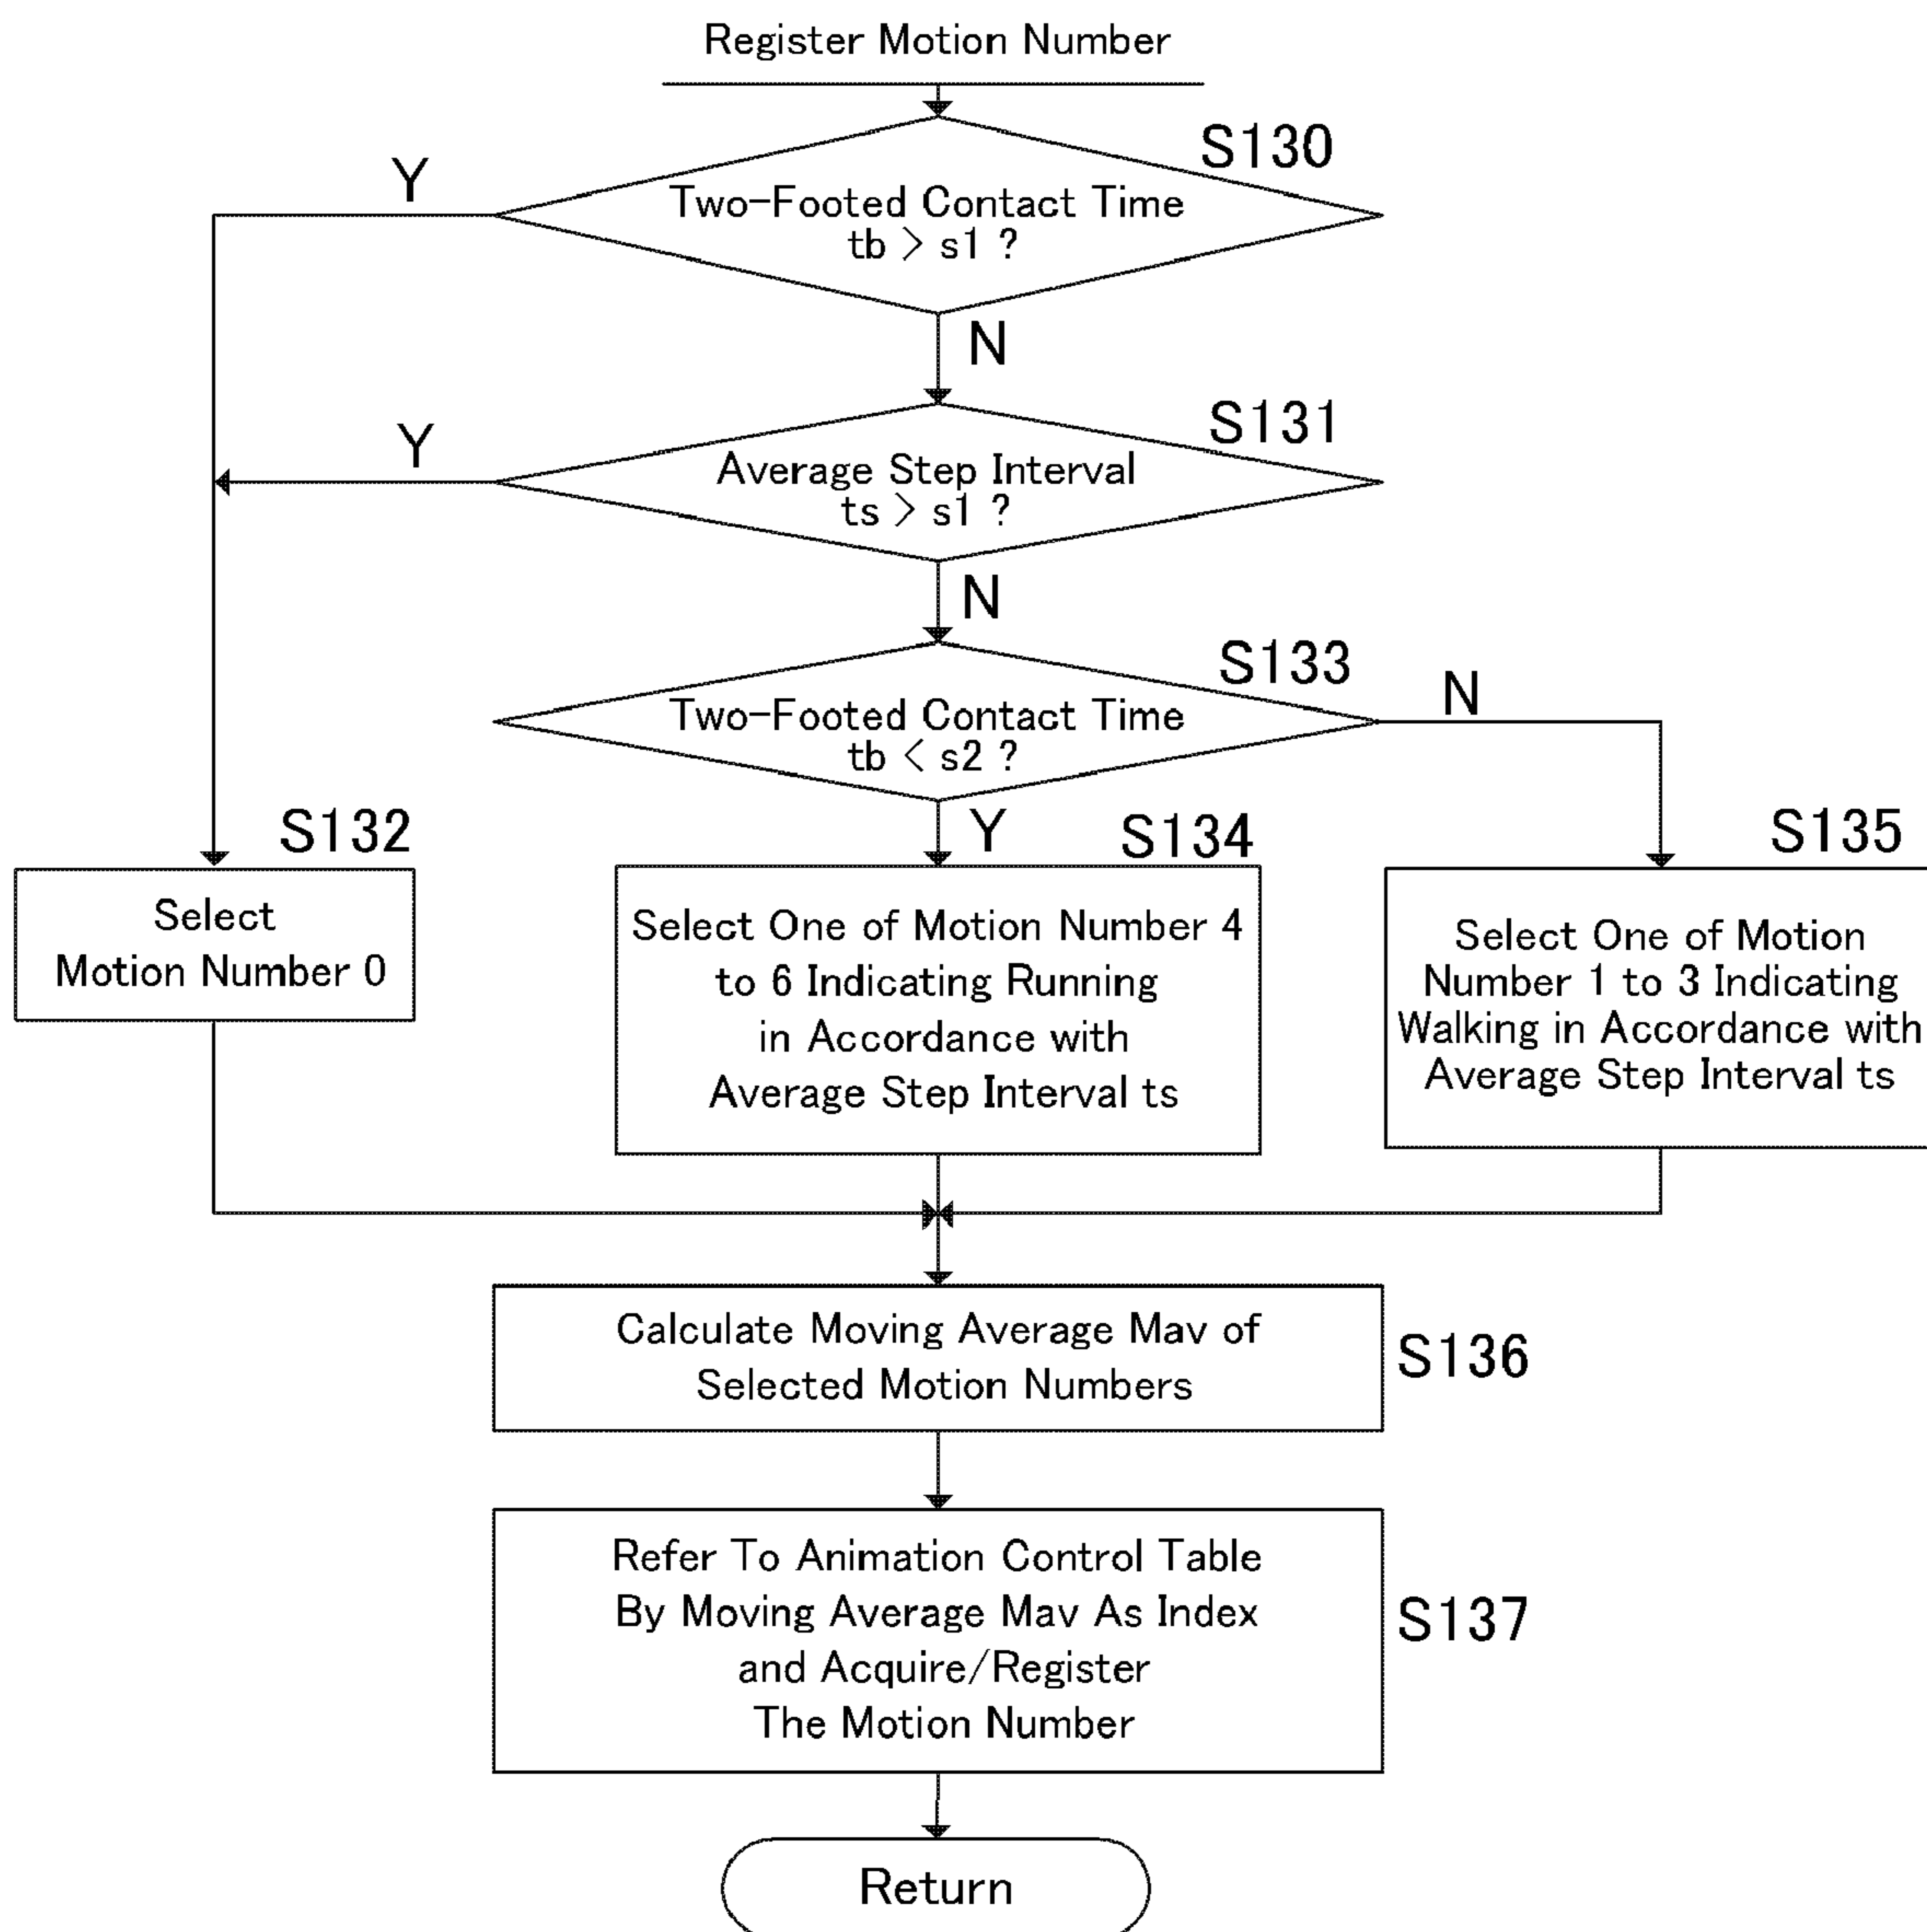 Register Motion Number
S130
Y
Two-Footed Contact Time
tb > s1 ?
N
S131
Y
Average Step Interval
ts > s1 ?
N
S133
N
Two-Footed Contact Time
tb < s2 ?
S132
Y
S134
S135
Select
Motion Number 0
Select One of Motion Number 4
to 6 Indicating Running
in Accordance with
Average Step Interval ts
Select One of Motion
Number 1 to 3 Indicating
Walking in Accordance with
Average Step Interval ts
Calculate Moving Average Mav of
Selected Motion Numbers
S136
Refer To Animation Control Table
By Moving Average Mav As Index
and Acquire/Register
The Motion Number
S137
Return